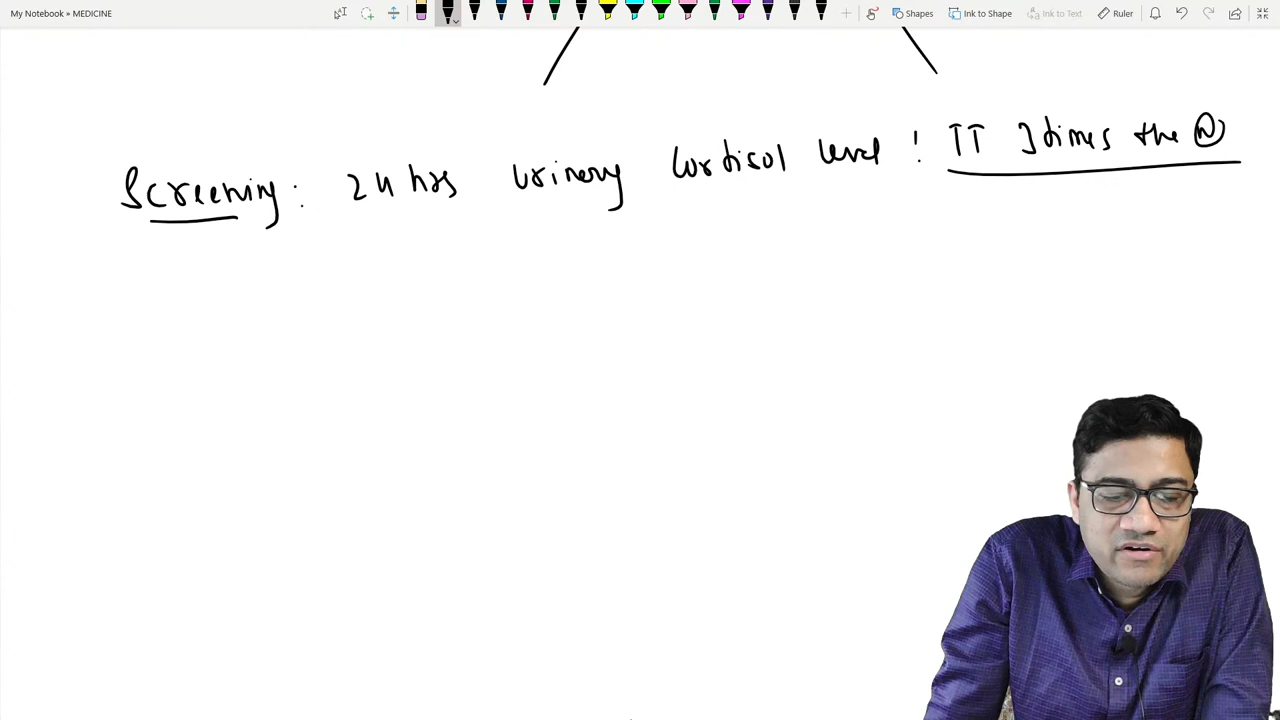 My Notebook » MEDICINE
Shapes Ink to Shape Ink to Text Ruler
Screening: 24 hrs urinary cortisol level : ↑↑ 3 times the Ⓝ